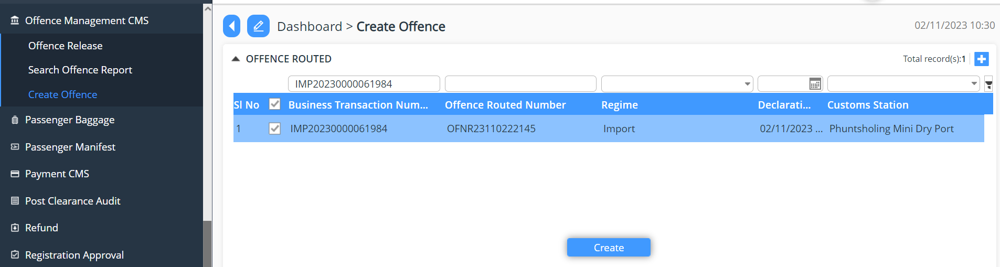 Offence Management CMS
Offence Release
Search Offence Report
Create Offence
Passenger Baggage
Passenger Manifest
Payment CMS
Post Clearance Audit
Refund
Registration Approval
Dashboard > Create Offence
02/11/2023 10:30
OFFENCE ROUTED
Total record(s):1
IMP20230000061984
Sl No Business Transaction Num... Offence Routed Number Regime Declarati... Customs Station
1 IMP20230000061984 OFNR23110222145 Import 02/11/2023 ... Phuntsholing Mini Dry Port
Create